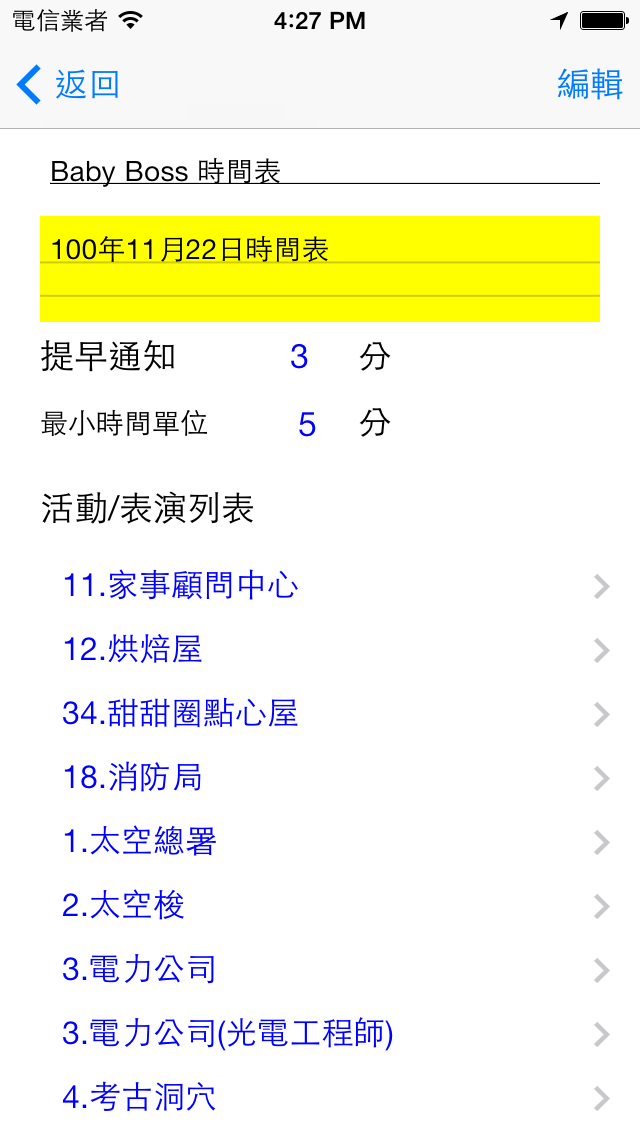 電信業者 4:27 PM
返回 編輯
Baby Boss 時間表
100年11月22日時間表
提早通知 3 分
最小時間單位 5 分
活動/表演列表
11.家事顧問中心
12.烘焙屋
34.甜甜圈點心屋
18.消防局
1.太空總署
2.太空梭
3.電力公司
3.電力公司(光電工程師)
4.考古洞穴